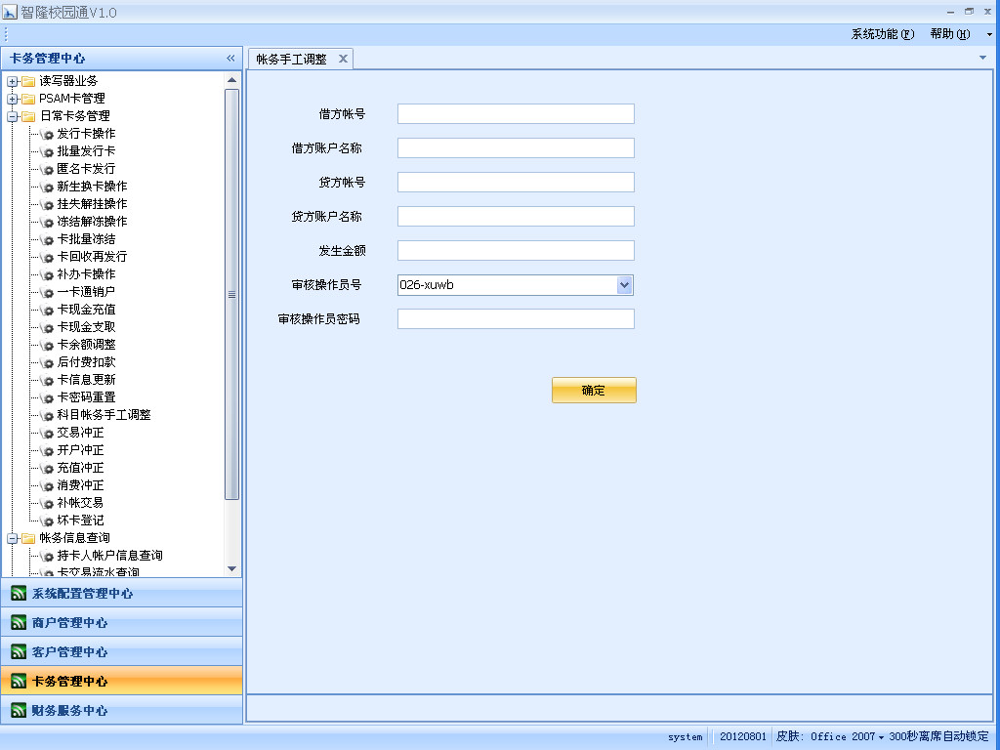 智隆校园通V1.0
系统功能(F) 帮助(H)
卡务管理中心
帐务手工调整
读写器业务
PSAM卡管理
日常卡务管理
发行卡操作
批量发行卡
匿名卡发行
新生换卡操作
挂失解挂操作
冻结解冻操作
卡批量冻结
卡回收再发行
补办卡操作
一卡通销户
卡现金充值
卡现金支取
卡余额调整
后付费扣款
卡信息更新
卡密码重置
科目帐务手工调整
交易冲正
开户冲正
充值冲正
消费冲正
补帐交易
坏卡登记
帐务信息查询
持卡人帐户信息查询
卡交易流水查询
系统配置管理中心
商户管理中心
客户管理中心
卡务管理中心
财务服务中心
借方帐号
借方账户名称
贷方帐号
贷方账户名称
发生金额
审核操作员号 026-xuwb
审核操作员密码
确定
system 20120801 皮肤: Office 2007 300秒离席自动锁定